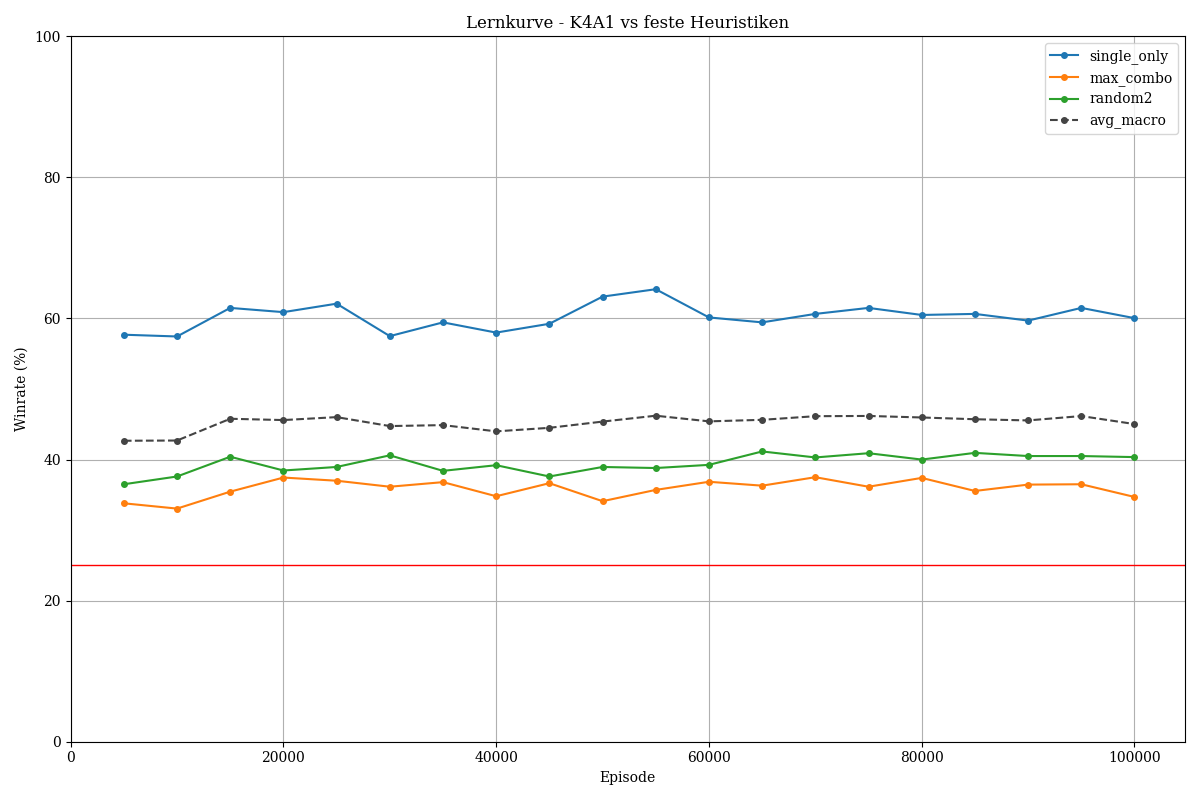 Lernkurve - K4A1 vs feste Heuristiken
100
80
60
40
20
0
Winrate (%)
single_only
max_combo
random2
avg_macro
0 20000 40000 60000 80000 100000
Episode